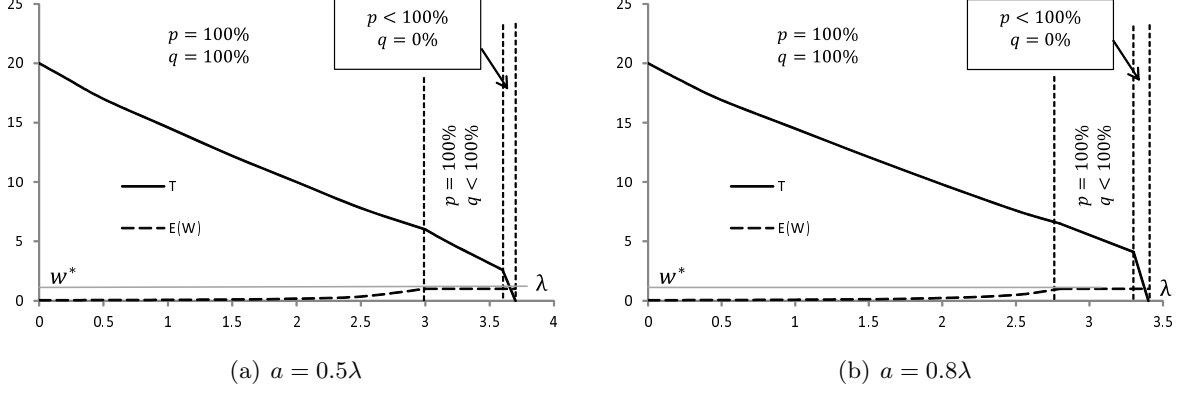 25
20
15
10
5
0
p = 100%
q = 100%
p < 100%
q = 0%
p = 100%
q < 100%
T
E(W)
w*
λ
0 0.5 1 1.5 2 2.5 3 3.5 4
(a) a = 0.5λ
25
20
15
10
5
0
p = 100%
q = 100%
p < 100%
q = 0%
p = 100%
q < 100%
T
E(W)
w*
λ
0 0.5 1 1.5 2 2.5 3 3.5
(b) a = 0.8λ